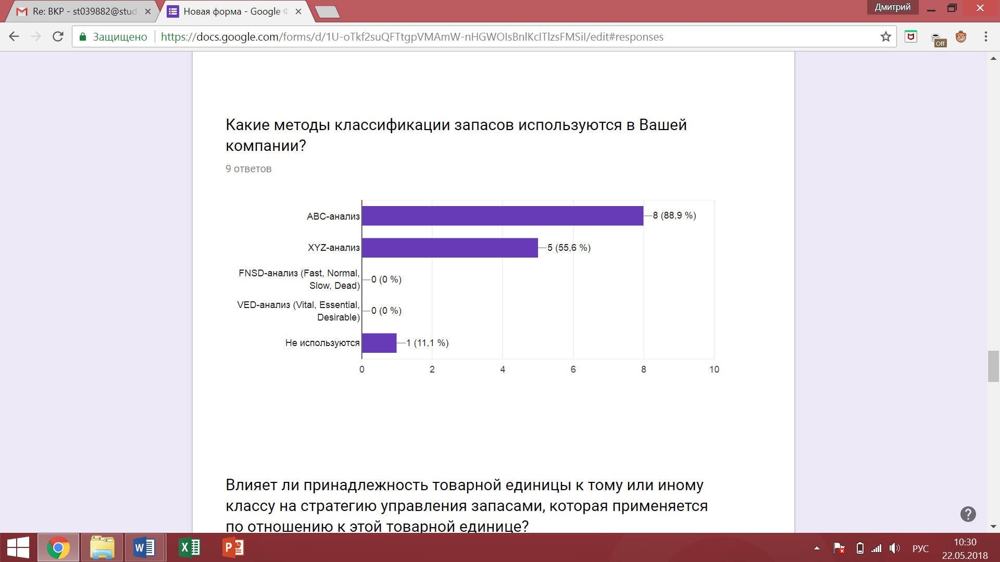 Re: ВКР - st039882@stud
Новая форма - Google Ф
Дмитрий
Защищено
https://docs.google.com/forms/d/1U-oTkf2suQFTtgpVMAmW-nHGWOIsBnlKcITlzsFMSiI/edit#responses
Off
Какие методы классификации запасов используются в Вашей
компании?
9 ответов
ABC-анализ
8 (88,9 %)
XYZ-анализ
5 (55,6 %)
FNSD-анализ (Fast, Normal,
Slow, Dead)
0 (0 %)
VED-анализ (Vital, Essential,
Desirable)
0 (0 %)
Не используются
1 (11,1 %)
0 2 4 6 8 10
Влияет ли принадлежность товарной единицы к тому или иному
классу на стратегию управления запасами, которая применяется
по отношению к этой товарной единице?
РУС
10:30
22.05.2018